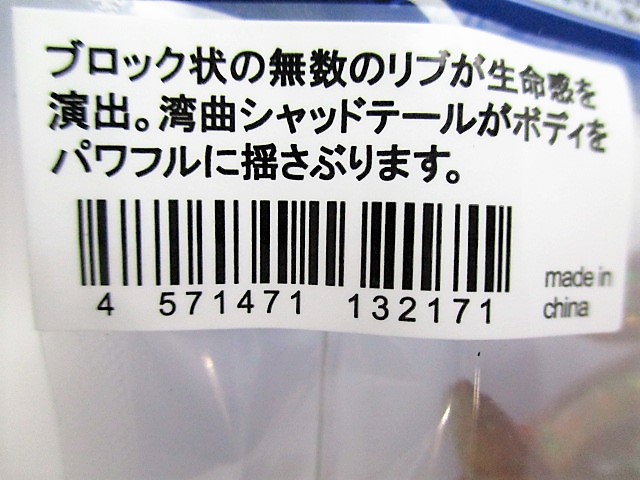 ブロック状の無数のリブが生命感を
演出。湾曲シャッドテールがボディを
パワフルに揺さぶります。
4 571471 132171
made in
china